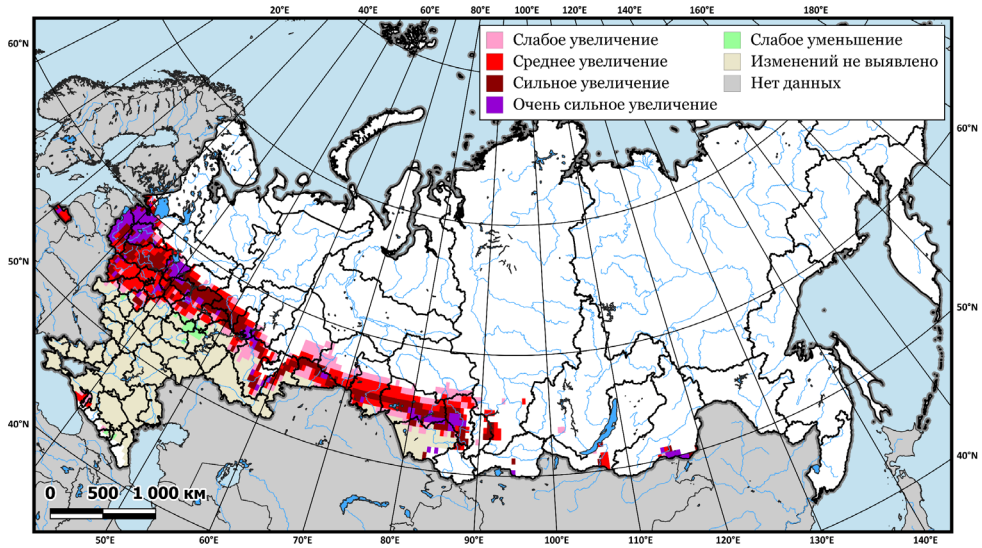 20°E 40°E 60°E 80°E 100°E 120°E 140°E 160°E 180°E
60°N
50°N
40°N
Слабое увеличение
Среднее увеличение
Сильное увеличение
Очень сильное увеличение
Слабое уменьшение
Изменений не выявлено
Нет данных
60°N
50°N
40°N
0 500 1 000 км
50°E 60°E 70°E 80°E 90°E 100°E 110°E 120°E 130°E 140°E